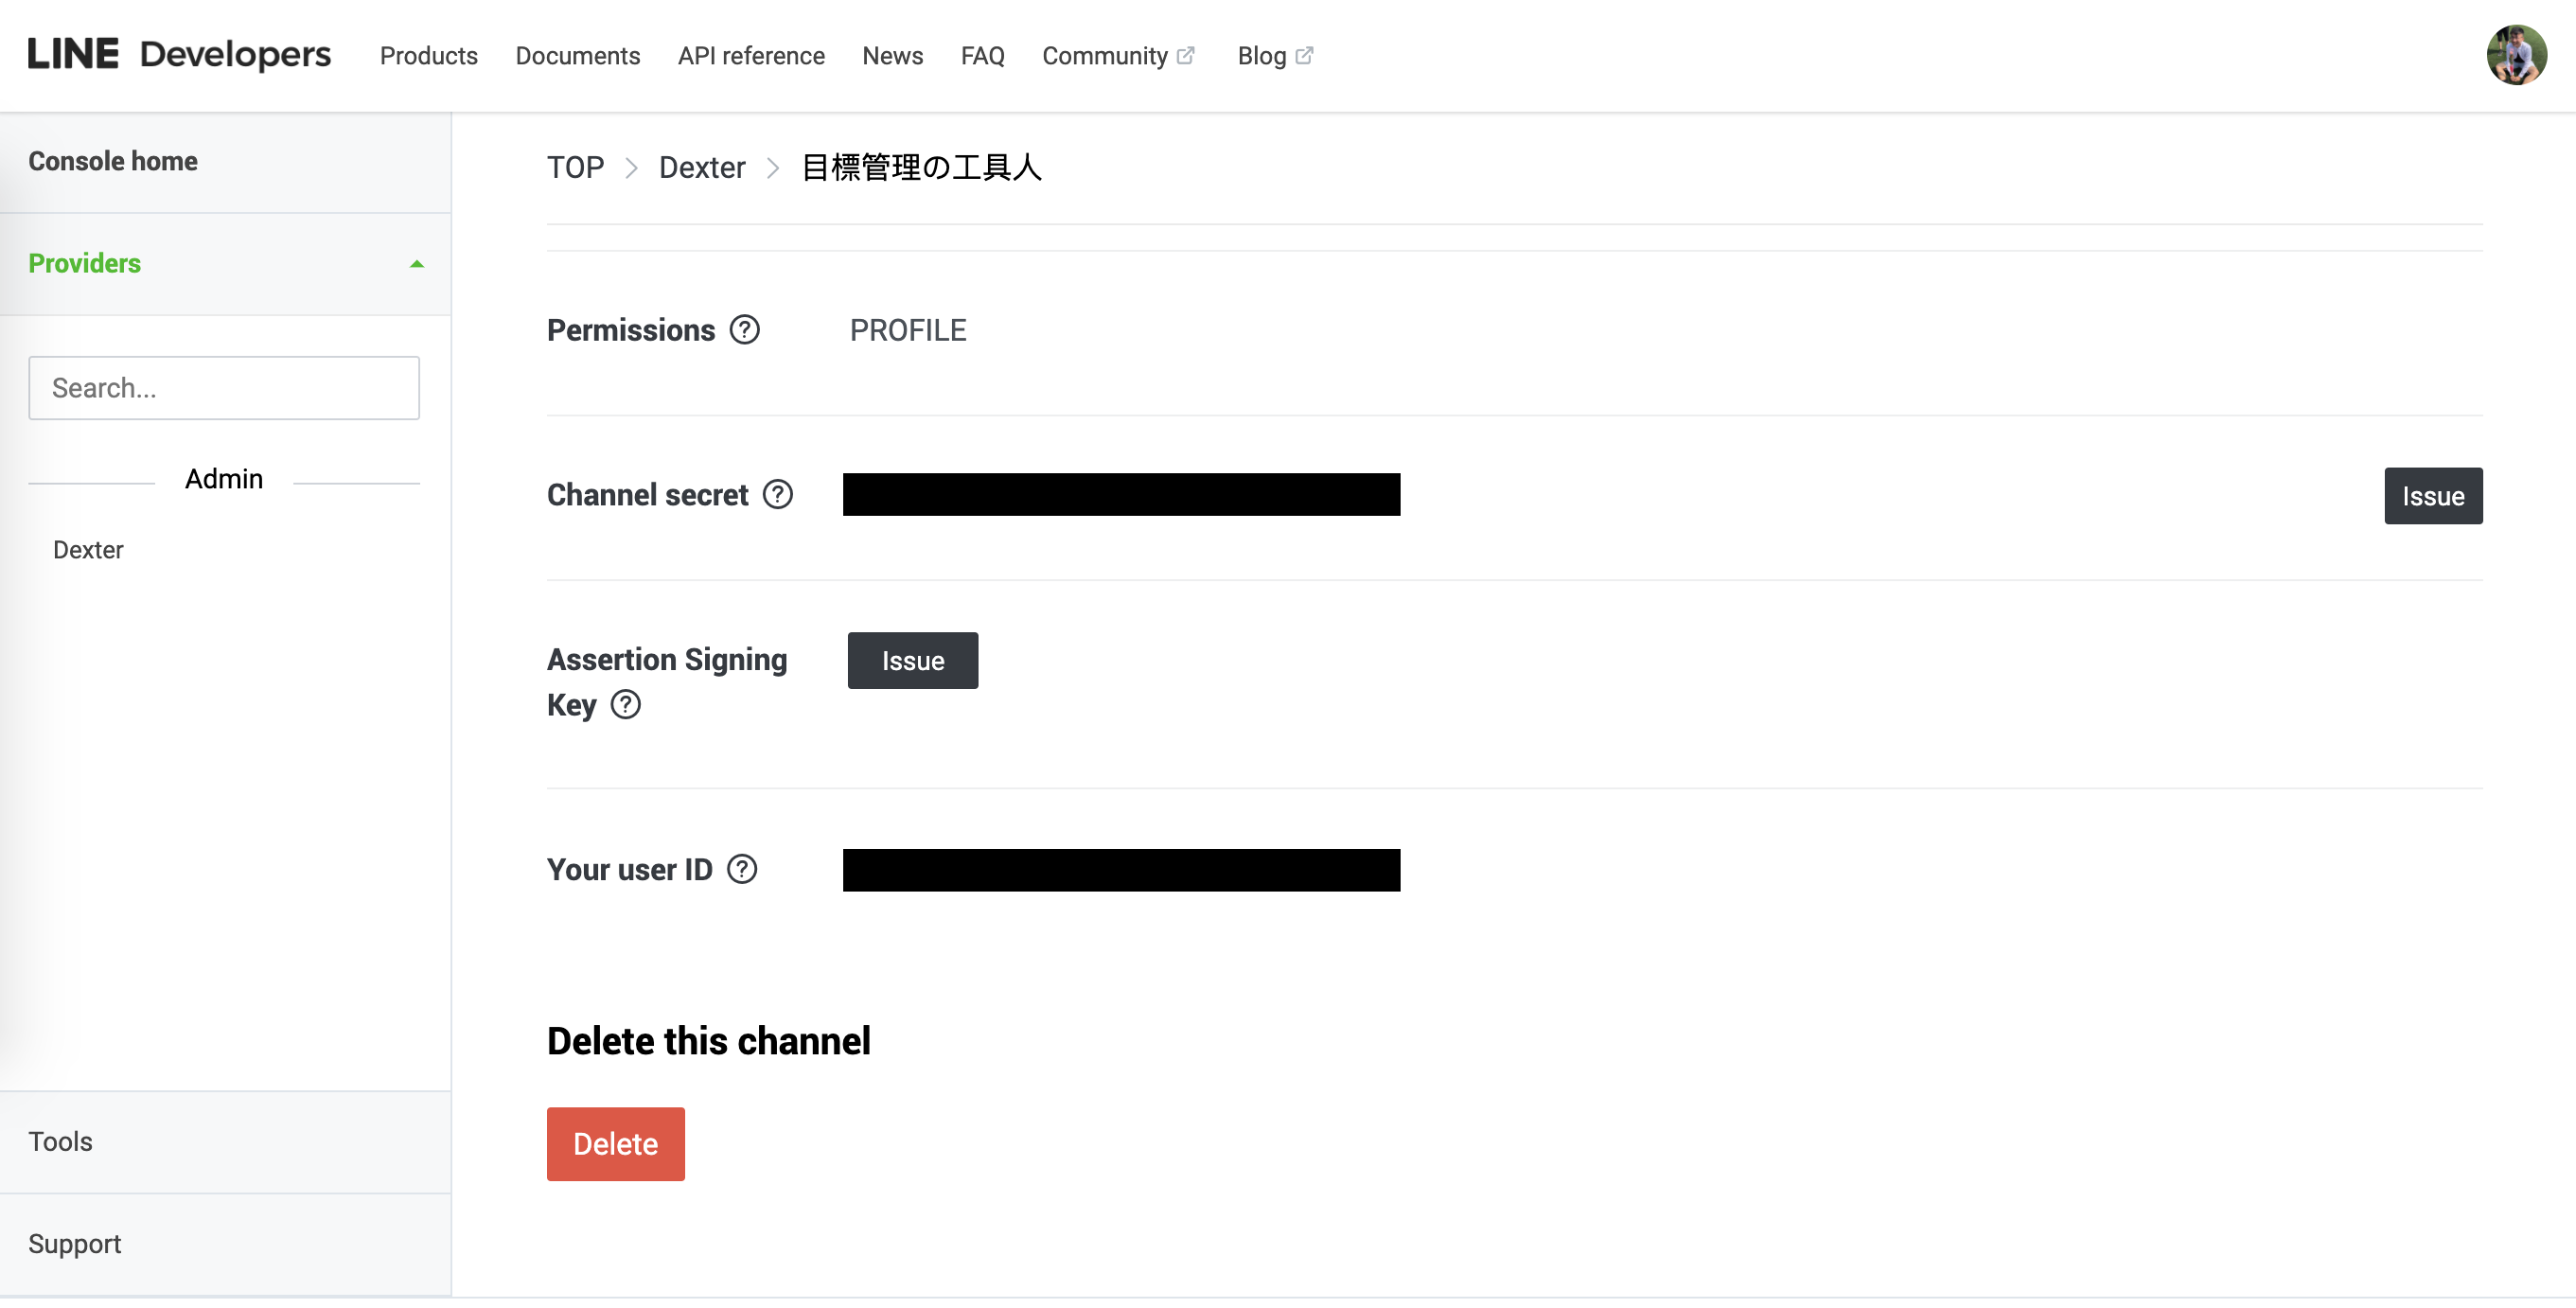 LINE Developers Products Documents API reference News FAQ Community Blog
Console home
Providers
Search...
Admin
Dexter
Tools
Support
TOP > Dexter > 目標管理の工具人
Permissions ? PROFILE
Channel secret ? Issue
Assertion Signing Issue
Key ?
Your user ID ?
Delete this channel
Delete